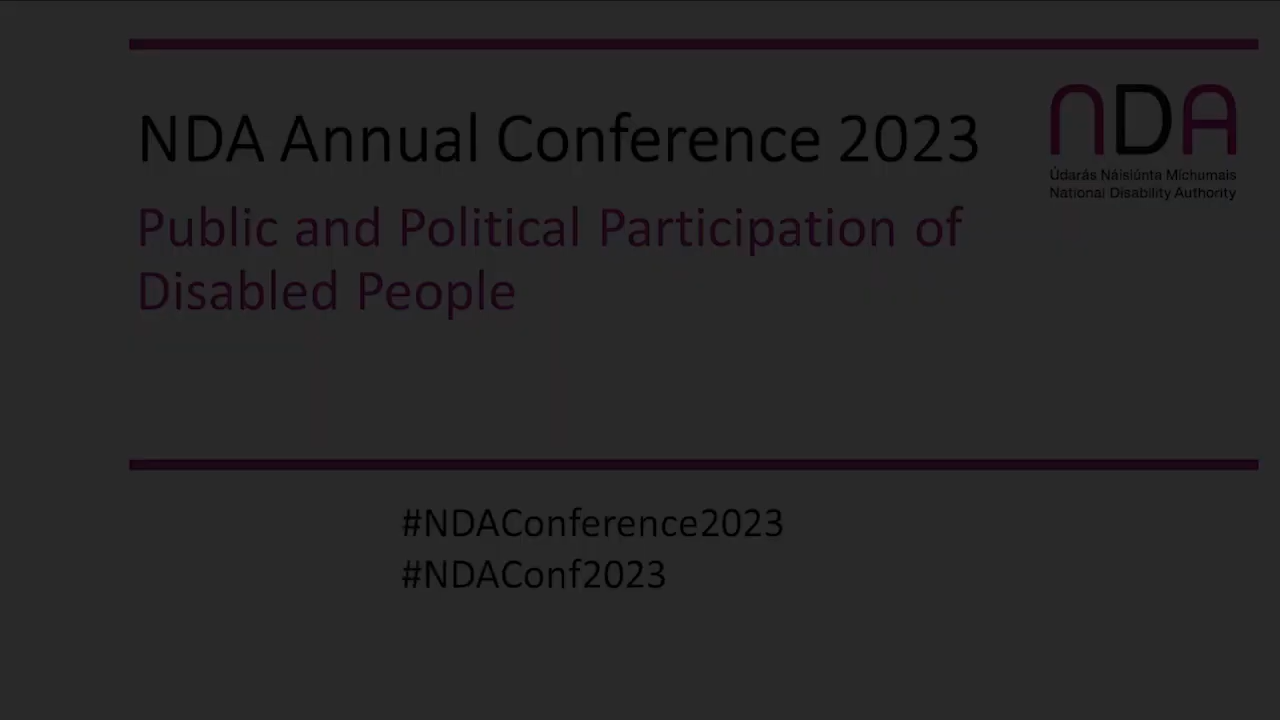 NDA Annual Conference 2023
NDA
Údarás Náisiúnta Míchumais
National Disability Authority
Public and Political Participation of
Disabled People
#NDAConference2023
#NDAConf2023